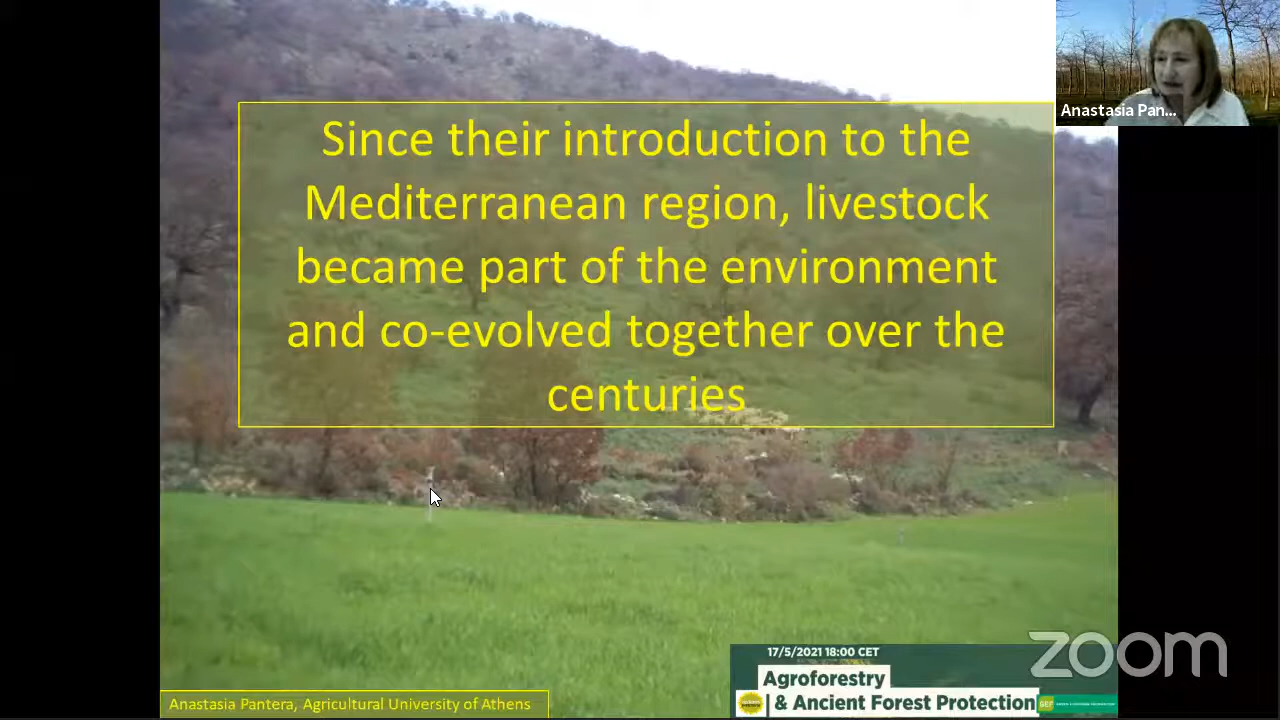 Since their introduction to the
Mediterranean region, livestock
became part of the environment
and co-evolved together over the
centuries
Anastasia Pan...
17/5/2021 18:00 CET
Agroforestry
& Ancient Forest Protection
GEF
zoom
Anastasia Pantera, Agricultural University of Athens